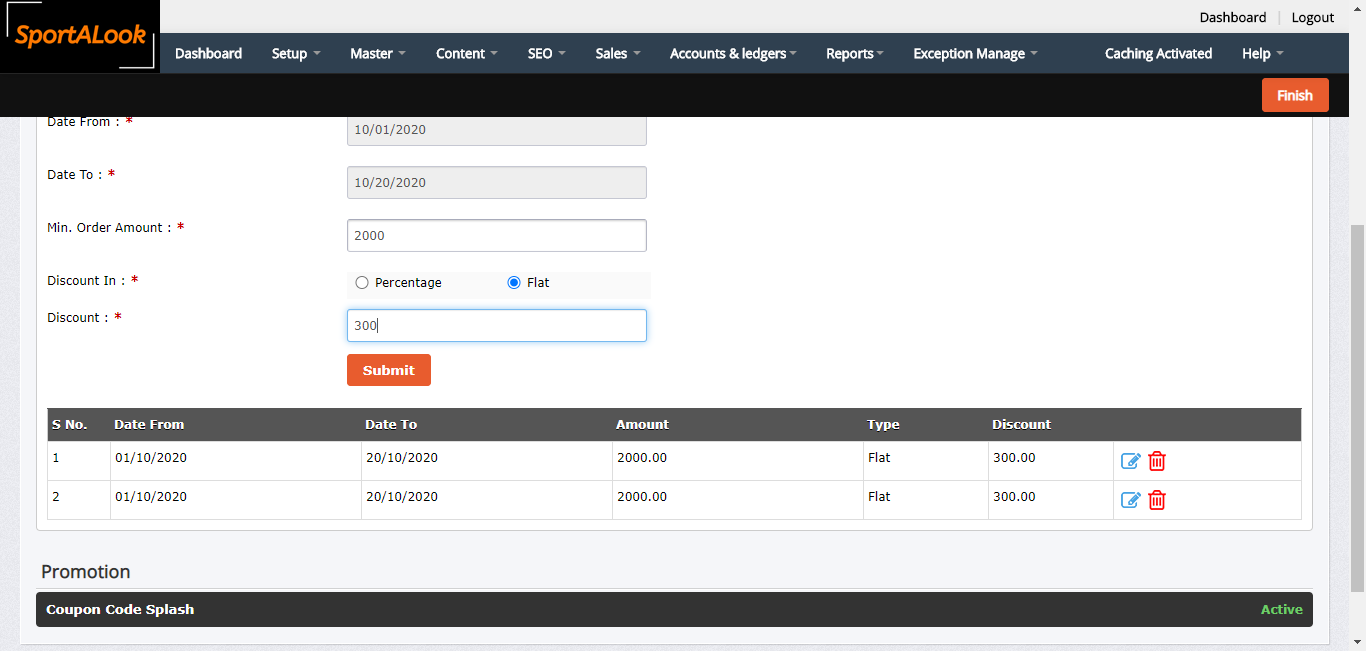 Dashboard Logout
SportALook
Dashboard Setup Master Content SEO Sales Accounts & ledgers Reports Exception Manage Caching Activated Help
Finish
Date From : * 10/01/2020
Date To : * 10/20/2020
Min. Order Amount : * 2000
Discount In : * Percentage Flat
Discount : * 300
Submit
S No. Date From Date To Amount Type Discount
1 01/10/2020 20/10/2020 2000.00 Flat 300.00
2 01/10/2020 20/10/2020 2000.00 Flat 300.00
Promotion
Coupon Code Splash Active